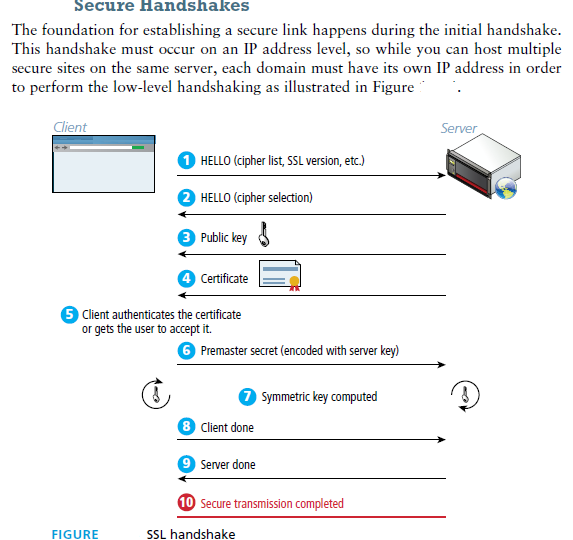 Secure Handshakes
The foundation for establishing a secure link happens during the initial handshake.
This handshake must occur on an IP address level, so while you can host multiple
secure sites on the same server, each domain must have its own IP address in order
to perform the low-level handshaking as illustrated in Figure .
Client
Server
1 HELLO (cipher list, SSL version, etc.)
2 HELLO (cipher selection)
3 Public key
4 Certificate
5 Client authenticates the certificate
or gets the user to accept it.
6 Premaster secret (encoded with server key)
7 Symmetric key computed
8 Client done
9 Server done
10 Secure transmission completed
FIGURE SSL handshake